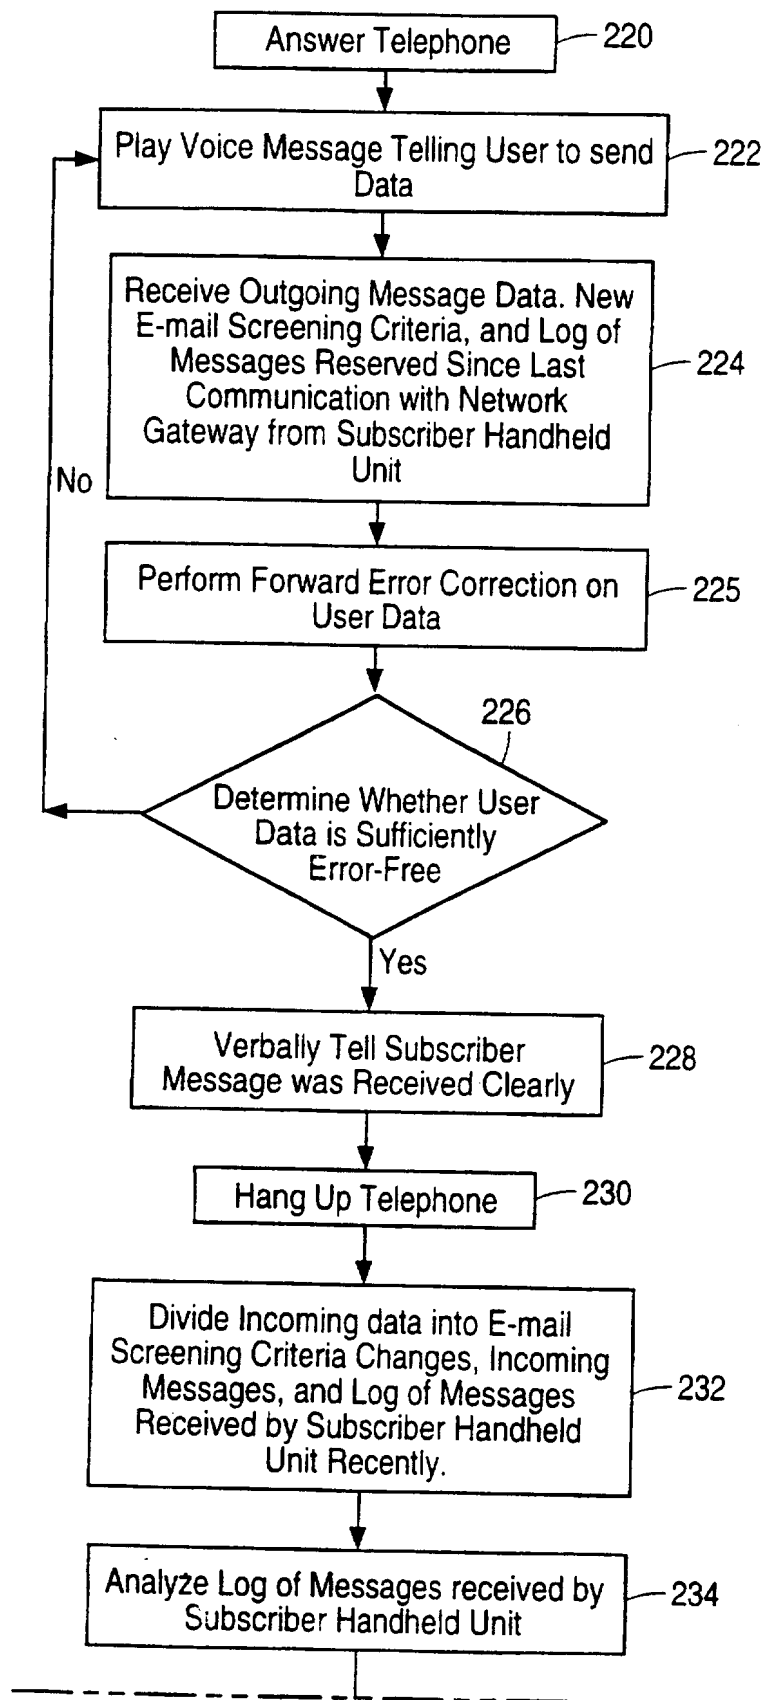 Answer Telephone
220
Play Voice Message Telling User to send
Data
222
Receive Outgoing Message Data. New
E-mail Screening Criteria, and Log of
Messages Reserved Since Last
Communication with Network
Gateway from Subscriber Handheld
Unit
224
No
Perform Forward Error Correction on
User Data
225
226
Determine Whether User
Data is Sufficiently
Error-Free
Yes
Verbally Tell Subscriber
Message was Received Clearly
228
Hang Up Telephone
230
Divide Incoming data into E-mail
Screening Criteria Changes, Incoming
Messages, and Log of Messages
Received by Subscriber Handheld
Unit Recently.
232
Analyze Log of Messages received by
Subscriber Handheld Unit
234